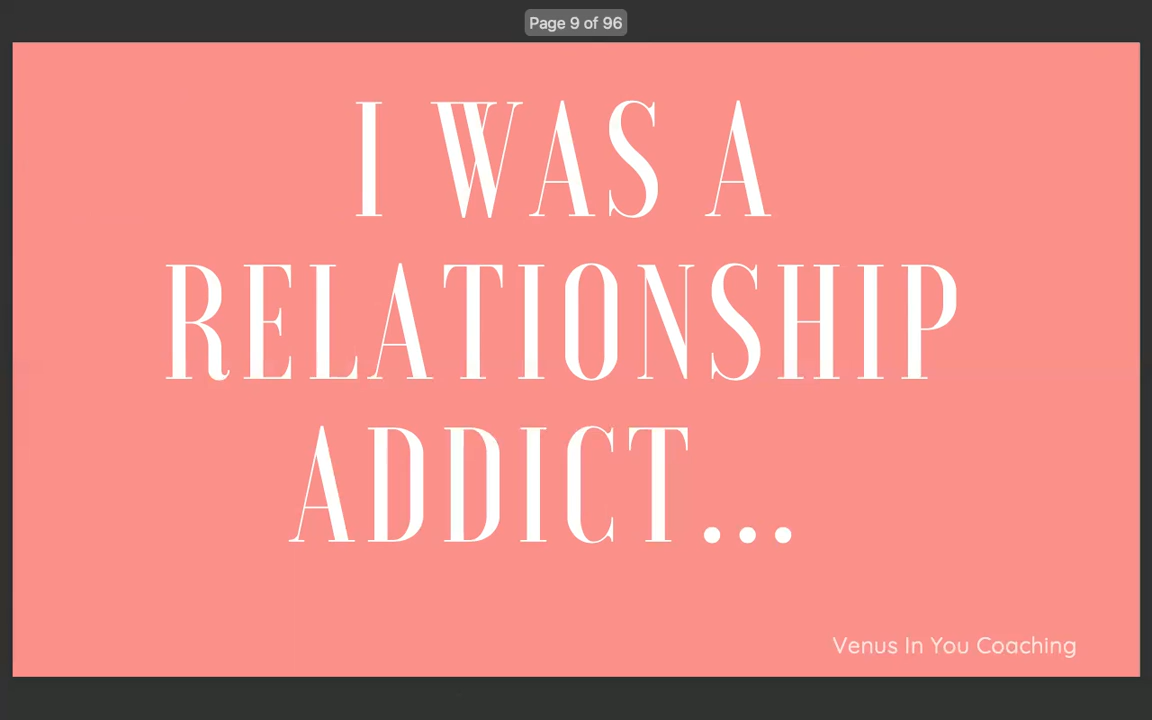 Page 9 of 96
I WAS A
RELATIONSHIP
ADDICT...
Venus In You Coaching